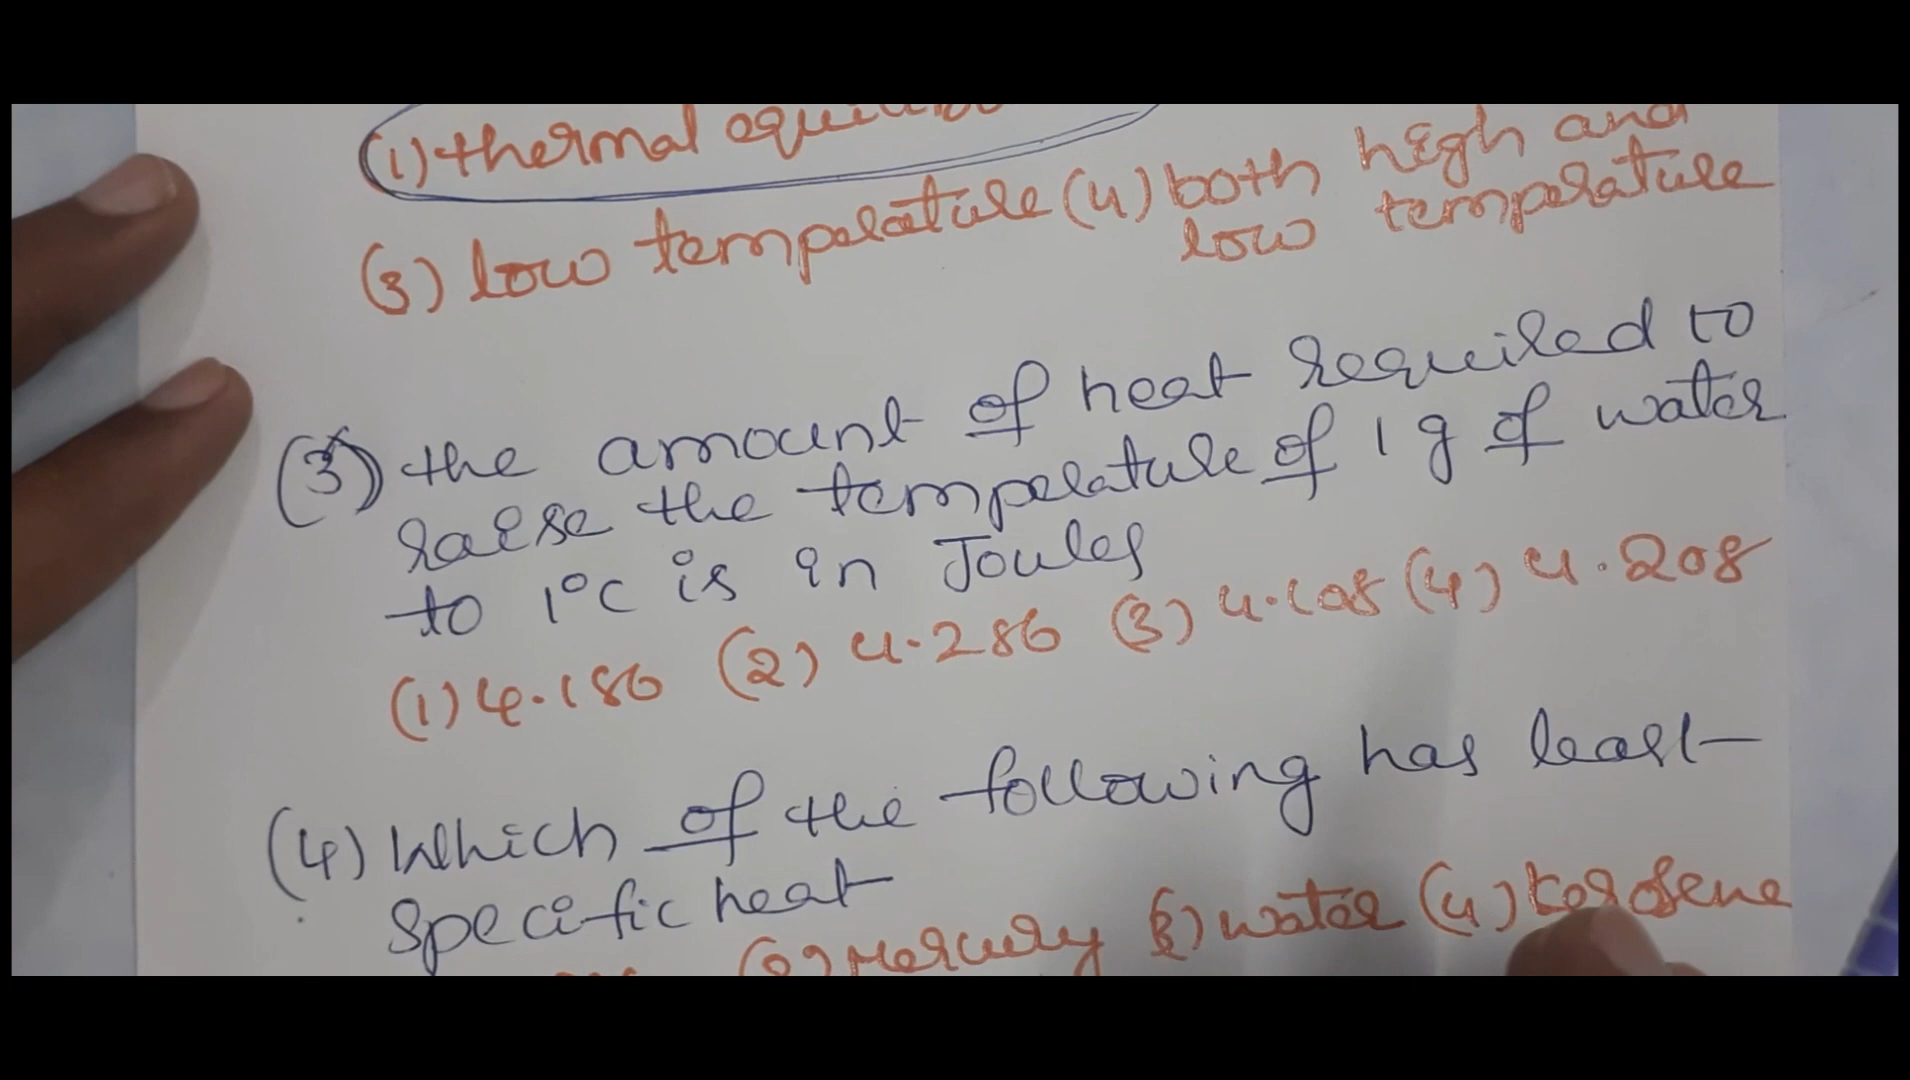 (1) thermal
(3) low temperature (4) both high and
low temperature
(3) the amount of heat required to
raise the temperature of 1 g of water
to 1°C is in Joules
(1) 4.186 (2) 4.286 (3) 4.108 (4) 4.208
(4) Which of the following has least
specific heat
Mercury (3) water (4) kerosene